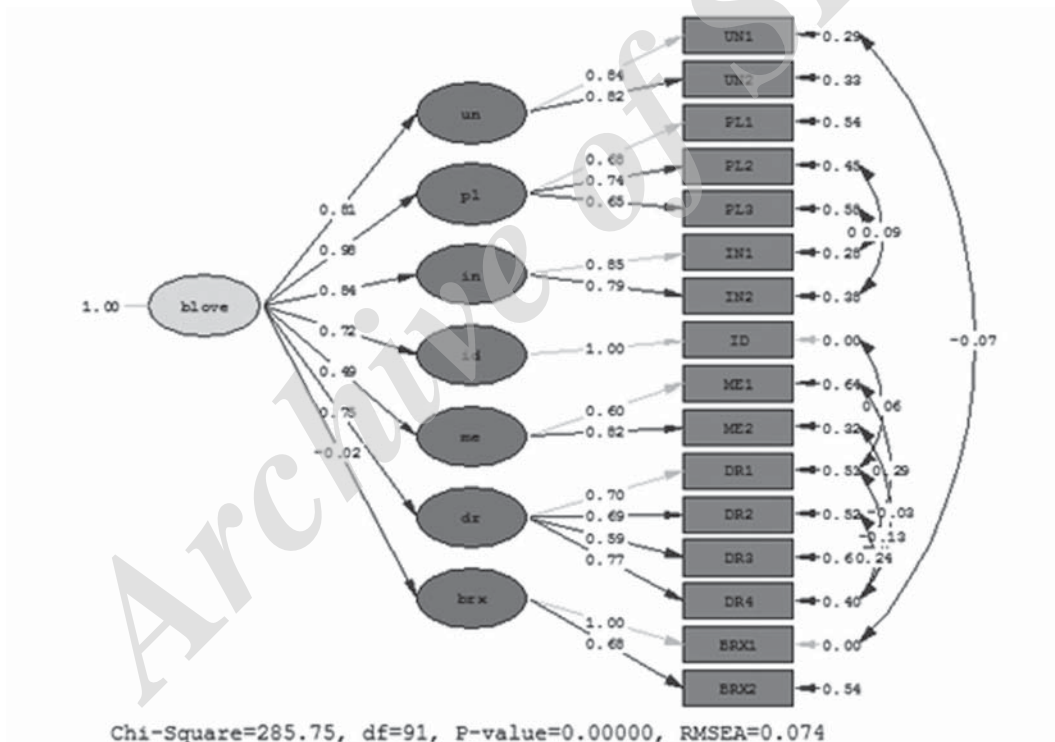 UN1 0.29
0.84
UN2 0.33
0.82
un
PL1 0.54
0.68
PL2 0.45
0.74
pl
PL3
0.65
0.81
0.09
0.98
IN1
0.85
in
0.79
IN2
0.84
1.00 blove
0.72
ID 0.00
1.00
-0.07
id
0.49
ME1 0.64
0.60
0.06
0.75
me
0.82
ME2 0.32
-0.02
DR1
0.29
0.70
dr
0.69
DR2 0.52
-0.03
0.59
-0.13
DR3
0.24
0.77
DR4 0.40
brx
1.00
BRX1 0.00
0.68
BRX2 0.54
Chi-Square=285.75, df=91, P-value=0.00000, RMSEA=0.074
Archive of